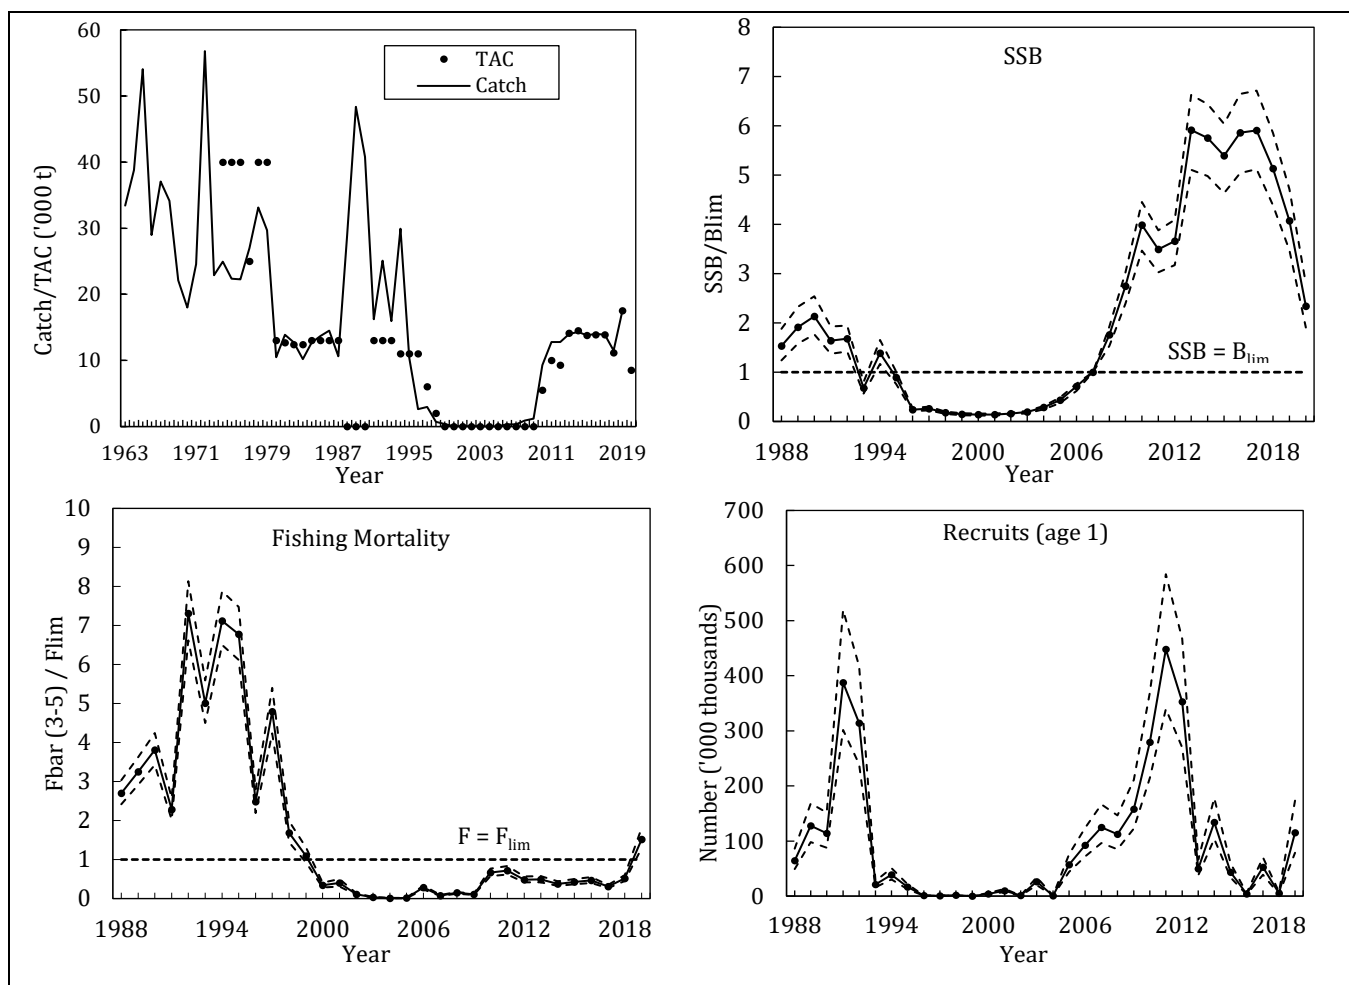 60
50
40
30
20
10
0
Catch/TAC ('000 t)
TAC
Catch
1963 1971 1979 1987 1995 2003 2011 2019
Year
8
7
6
5
4
3
2
1
0
SSB/Blim
SSB
SSB = Blim
1988 1994 2000 2006 2012 2018
Year
10
9
8
7
6
5
4
3
2
1
0
Fbar (3-5) / Flim
Fishing Mortality
F = Flim
1988 1994 2000 2006 2012 2018
Year
700
600
500
400
300
200
100
0
Number ('000 thousands)
Recruits (age 1)
1988 1994 2000 2006 2012 2018
Year